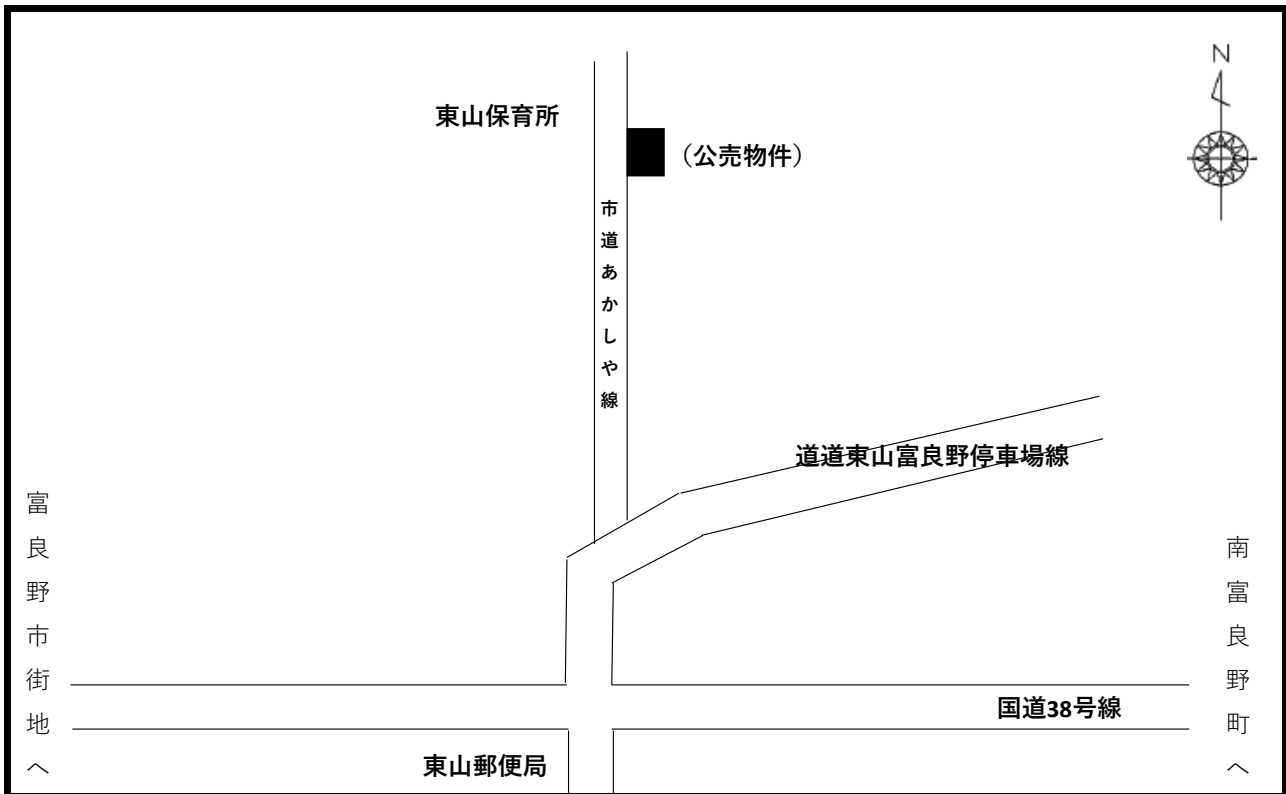 N
東山保育所
（公売物件）
市道あかしや線
道道東山富良野停車場線
富良野市街地へ
南富良野町へ
国道38号線
東山郵便局